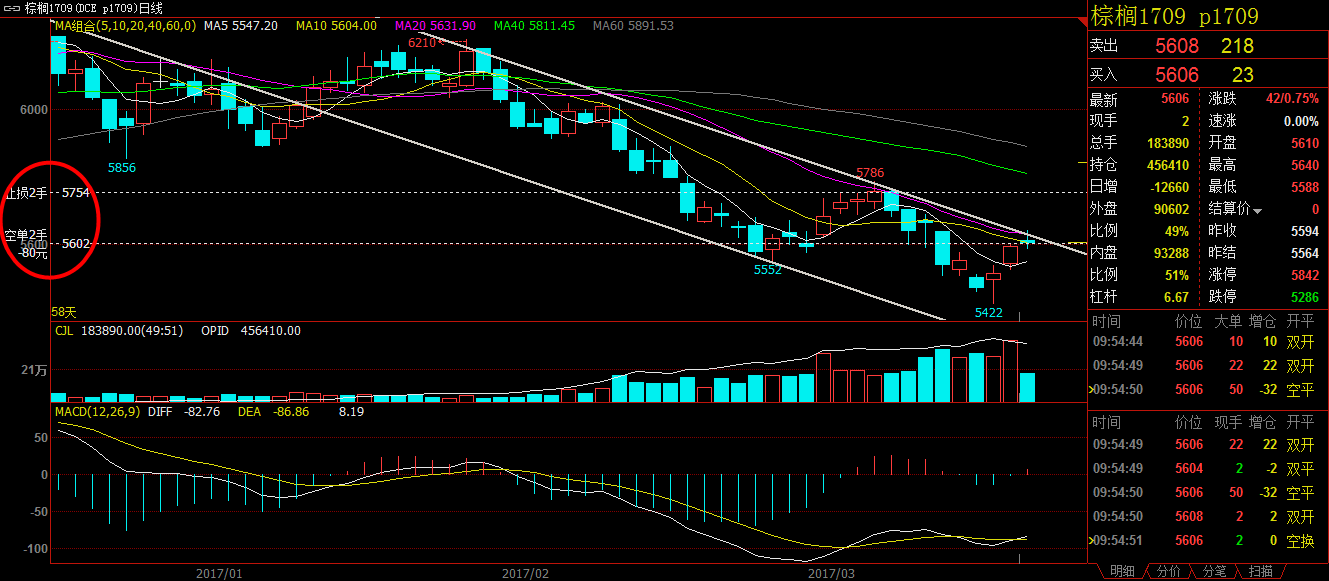 棕榈1709(DCE p1709)日线
MA组合(5,10,20,40,60,0) MA5 5547.20 MA10 5604.00 MA20 5631.90 MA40 5811.45 MA60 5891.53
6210
6000
5856
5786
止损2手 5754
空单2手
5600 5602
-80元
5552
5422
58天
CJL 183890.00(49:51) OPID 456410.00
21万
MACD(12,26,9) DIFF -82.76 DEA -86.86 8.19
50
0
-50
-100
2017/01 2017/02 2017/03
棕榈1709 p1709
卖出 5608 218
买入 5606 23
最新 5606 涨跌 42/0.75%
现手 2 速涨 0.00%
总手 183890 开盘 5610
持仓 456410 最高 5640
日增 -12660 最低 5588
外盘 90602 结算价 0
比例 49% 昨收 5594
内盘 93288 昨结 5564
比例 51% 涨停 5842
杠杆 6.67 跌停 5286
时间 价位 大单 增仓 开平
09:54:44 5606 10 10 双开
09:54:49 5606 22 22 双开
09:54:50 5606 50 -32 空平
时间 价位 现手 增仓 开平
09:54:49 5606 22 22 双开
09:54:49 5604 2 -2 双平
09:54:50 5606 50 -32 空平
09:54:50 5608 2 2 双开
09:54:51 5606 2 0 空换
明细 分价 分笔 扫描